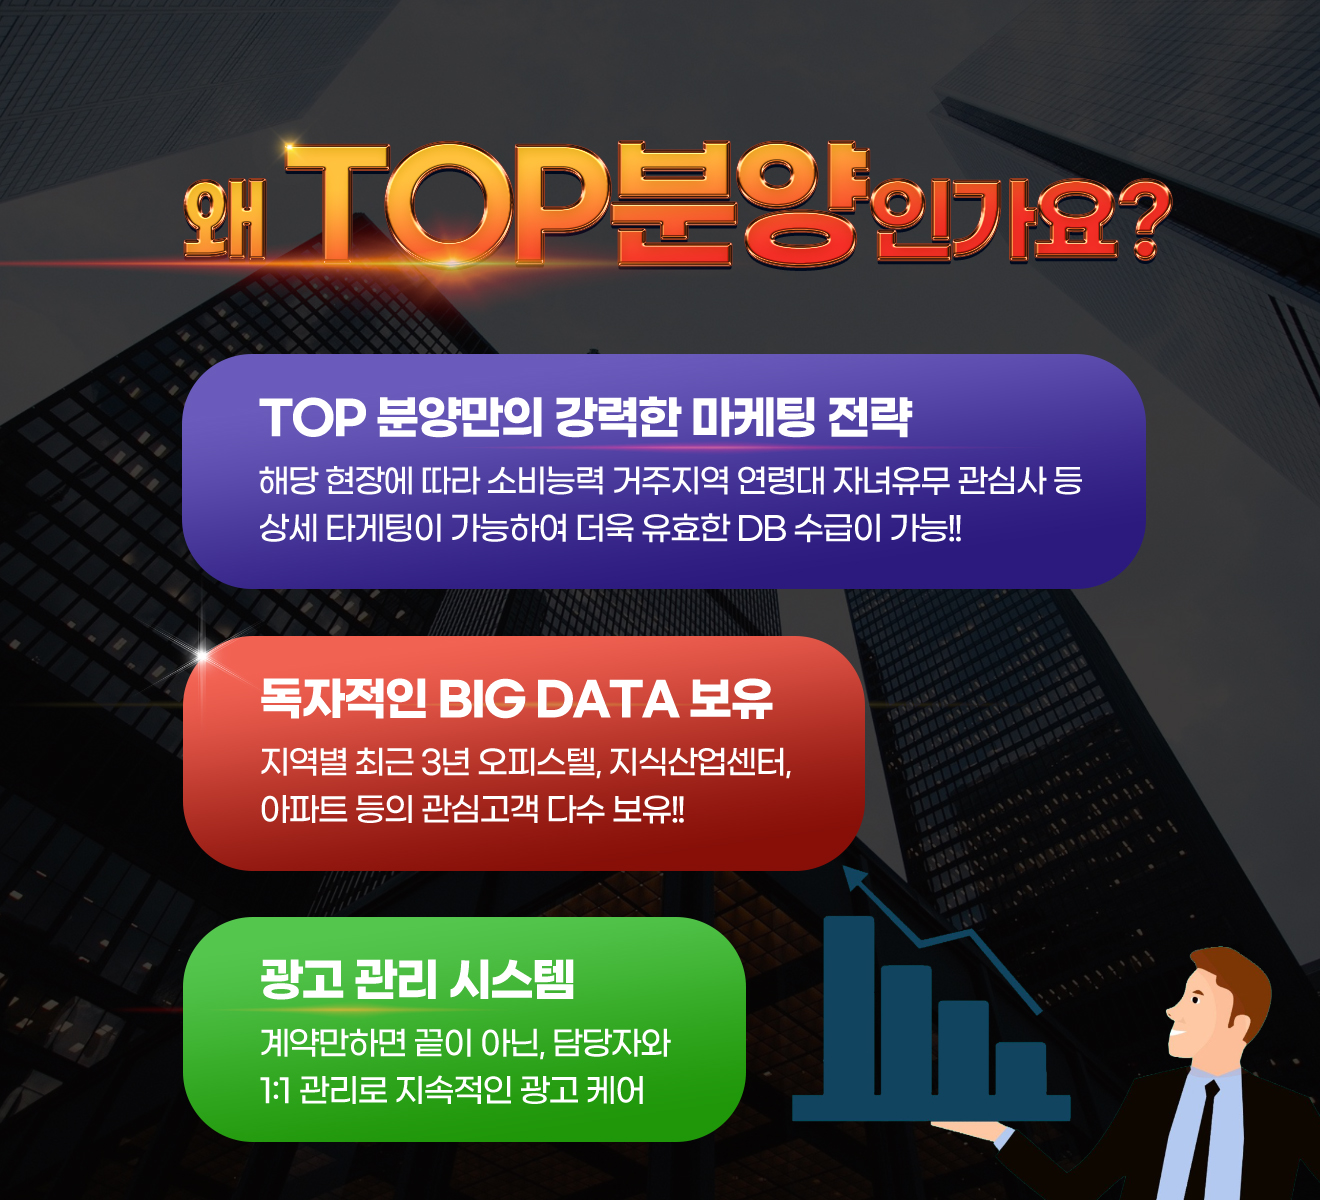 왜 TOP분양인가요?
TOP 분양만의 강력한 마케팅 전략
해당 현장에 따라 소비능력 거주지역 연령대 자녀유무 관심사 등
상세 타게팅이 가능하여 더욱 유효한 DB 수급이 가능!!
독자적인 BIG DATA 보유
지역별 최근 3년 오피스텔, 지식산업센터,
아파트 등의 관심고객 다수 보유!!
광고 관리 시스템
계약만하면 끝이 아닌, 담당자와
1:1 관리로 지속적인 광고 케어